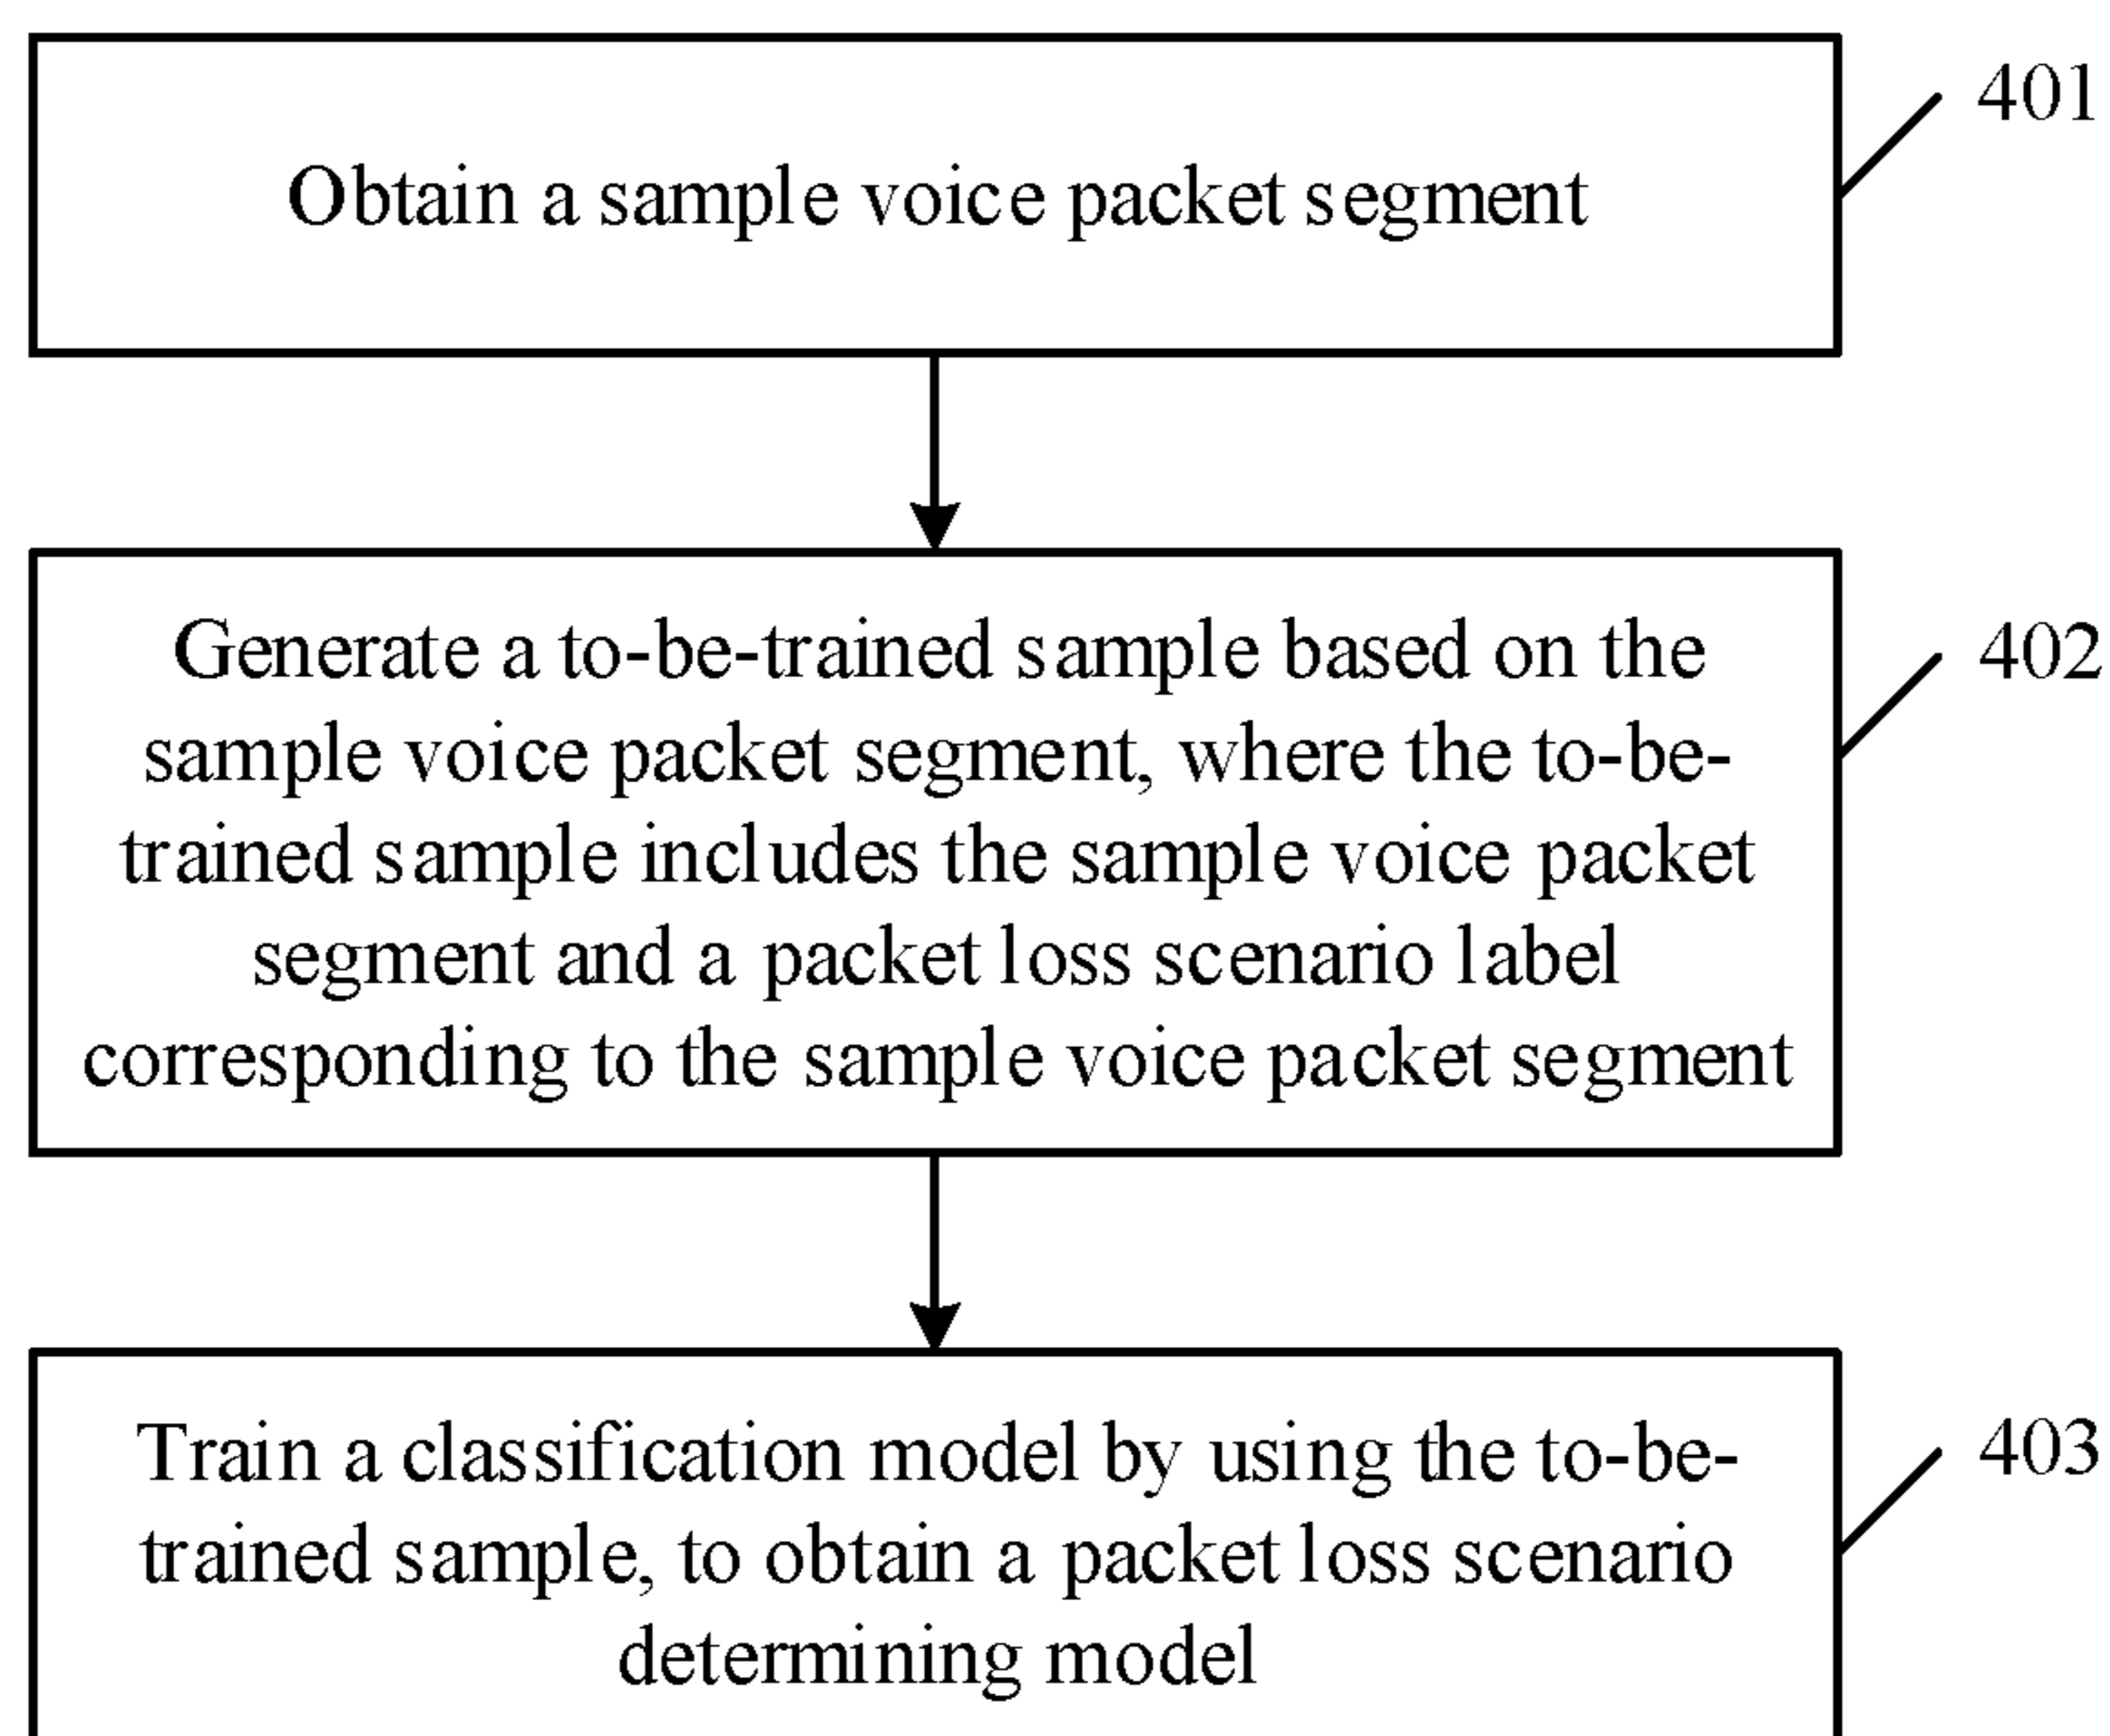 Obtain a sample voice packet segment
401
Generate a to-be-trained sample based on the
sample voice packet segment, where the to-be-
trained sample includes the sample voice packet
segment and a packet loss scenario label
corresponding to the sample voice packet segment
402
Train a classification model by using the to-be-
trained sample, to obtain a packet loss scenario
determining model
403